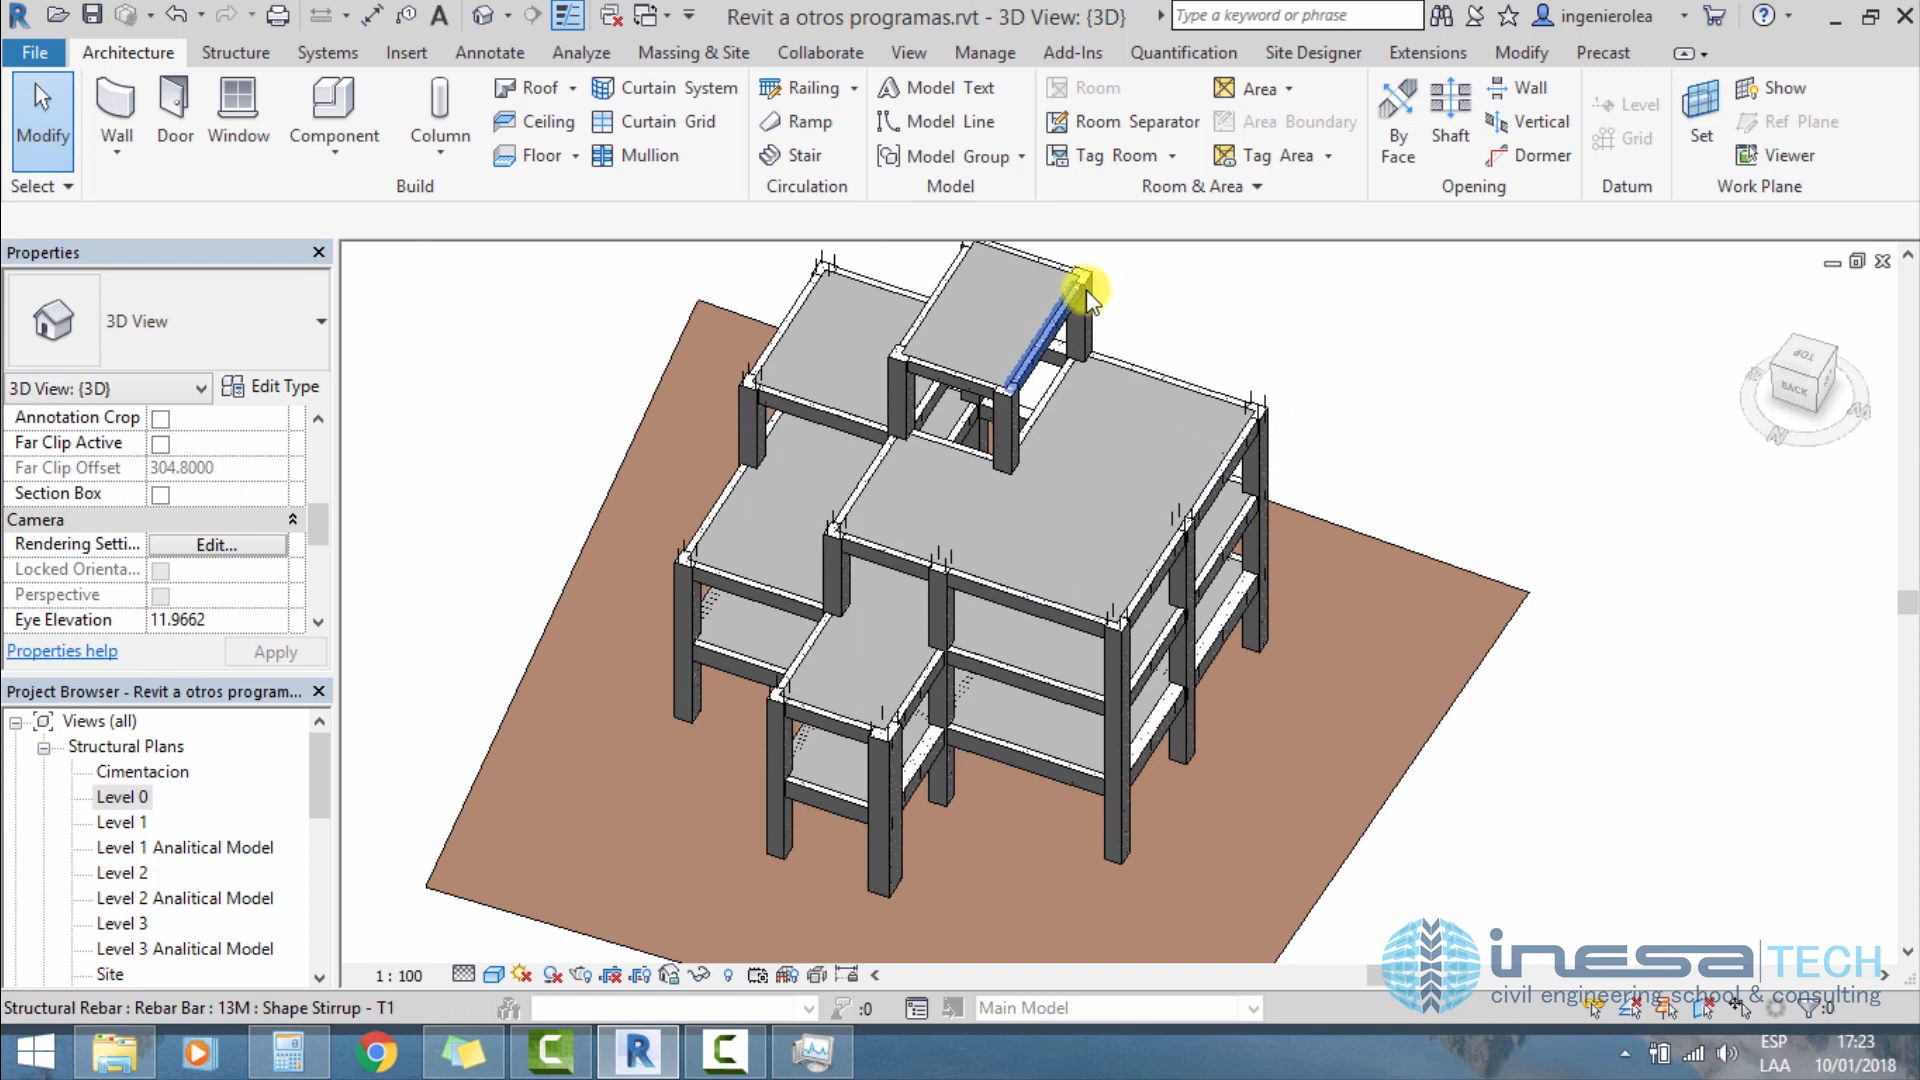 Revit a otros programas.rvt - 3D View: {3D}
Type a keyword or phrase
ingenierolea
File Architecture Structure Systems Insert Annotate Analyze Massing & Site Collaborate View Manage Add-Ins Quantification Site Designer Extensions Modify Precast
Modify
Select
Wall
Door
Window
Component
Column
Roof
Ceiling
Floor
Curtain System
Curtain Grid
Mullion
Build
Railing
Ramp
Stair
Circulation
Model Text
Model Line
Model Group
Model
Room
Room Separator
Tag Room
Area
Area Boundary
Tag Area
Room & Area
By
Face
Shaft
Wall
Vertical
Dormer
Opening
Level
Grid
Datum
Set
Show
Ref Plane
Viewer
Work Plane
Properties
3D View
3D View: {3D}
Edit Type
Annotation Crop
Far Clip Active
Far Clip Offset 304.8000
Section Box
Camera
Rendering Setti... Edit...
Locked Orienta...
Perspective
Eye Elevation 11.9662
Properties help
Apply
Project Browser - Revit a otros program...
Views (all)
Structural Plans
Cimentacion
Level 0
Level 1
Level 1 Analitical Model
Level 2
Level 2 Analitical Model
Level 3
Level 3 Analitical Model
Site
TOP
BACK
1 : 100
inesa TECH
civil engineering school & consulting
Structural Rebar : Rebar Bar : 13M : Shape Stirrup - T1
:0
Main Model
:0
ESP
LAA
17:23
10/01/2018